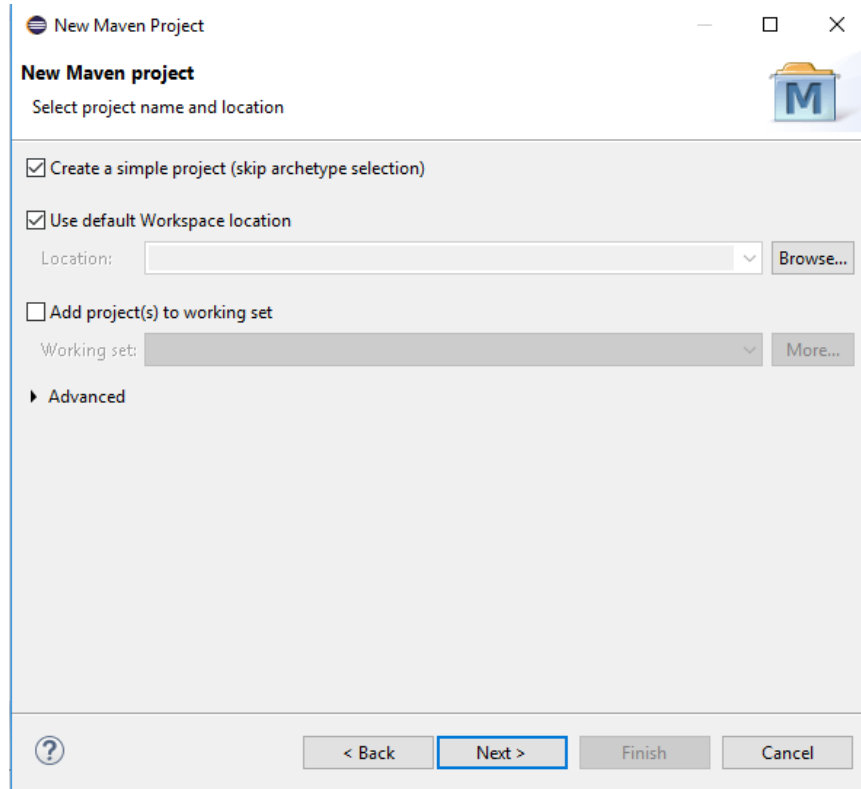 New Maven Project
New Maven project
Select project name and location
M
Create a simple project (skip archetype selection)
Use default Workspace location
Location:
Browse...
Add project(s) to working set
Working set:
More...
Advanced
?
< Back
Next >
Finish
Cancel